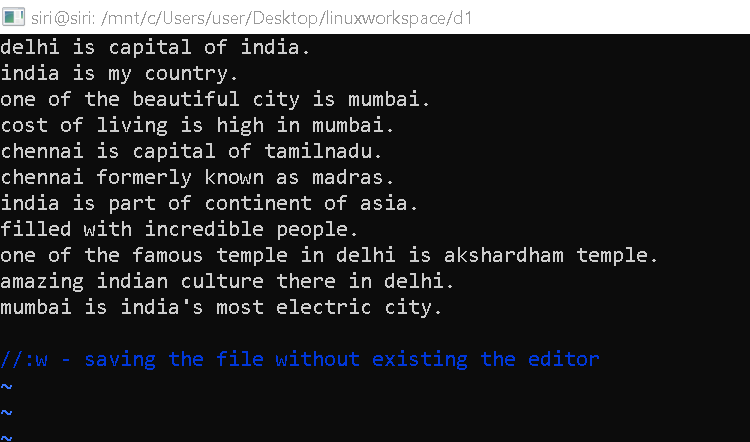 siri@siri: /mnt/c/Users/user/Desktop/linuxworkspace/d1
delhi is capital of india.
india is my country.
one of the beautiful city is mumbai.
cost of living is high in mumbai.
chennai is capital of tamilnadu.
chennai formerly known as madras.
india is part of continent of asia.
filled with incredible people.
one of the famous temple in delhi is akshardham temple.
amazing indian culture there in delhi.
mumbai is india's most electric city.
//:w - saving the file without existing the editor
~
~
~